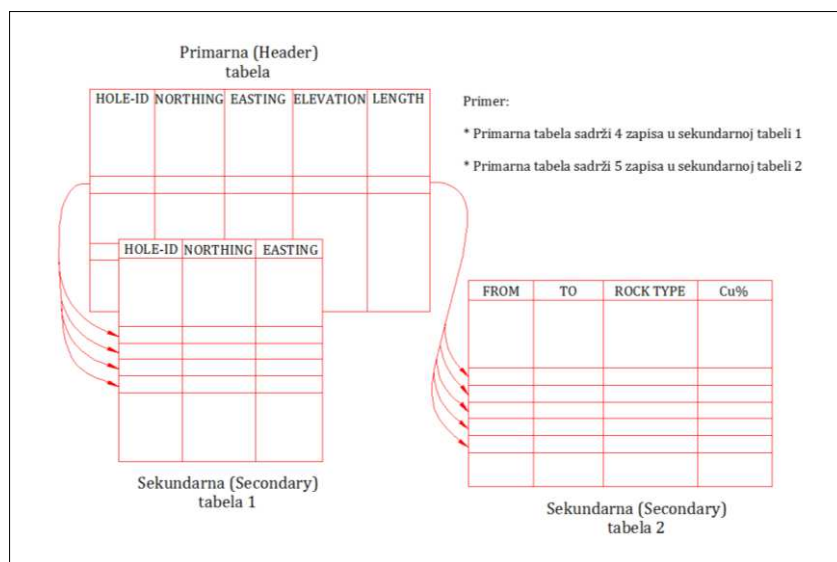 Primarna (Header)
tabela
HOLE-ID NORTHING EASTING ELEVATION LENGTH
Primer:
* Primarna tabela sadrži 4 zapisa u sekundarnoj tabeli 1
* Primarna tabela sadrži 5 zapisa u sekundarnoj tabeli 2
HOLE-ID NORTHING EASTING
FROM TO ROCK TYPE Cu%
Sekundarna (Secondary)
tabela 1
Sekundarna (Secondary)
tabela 2